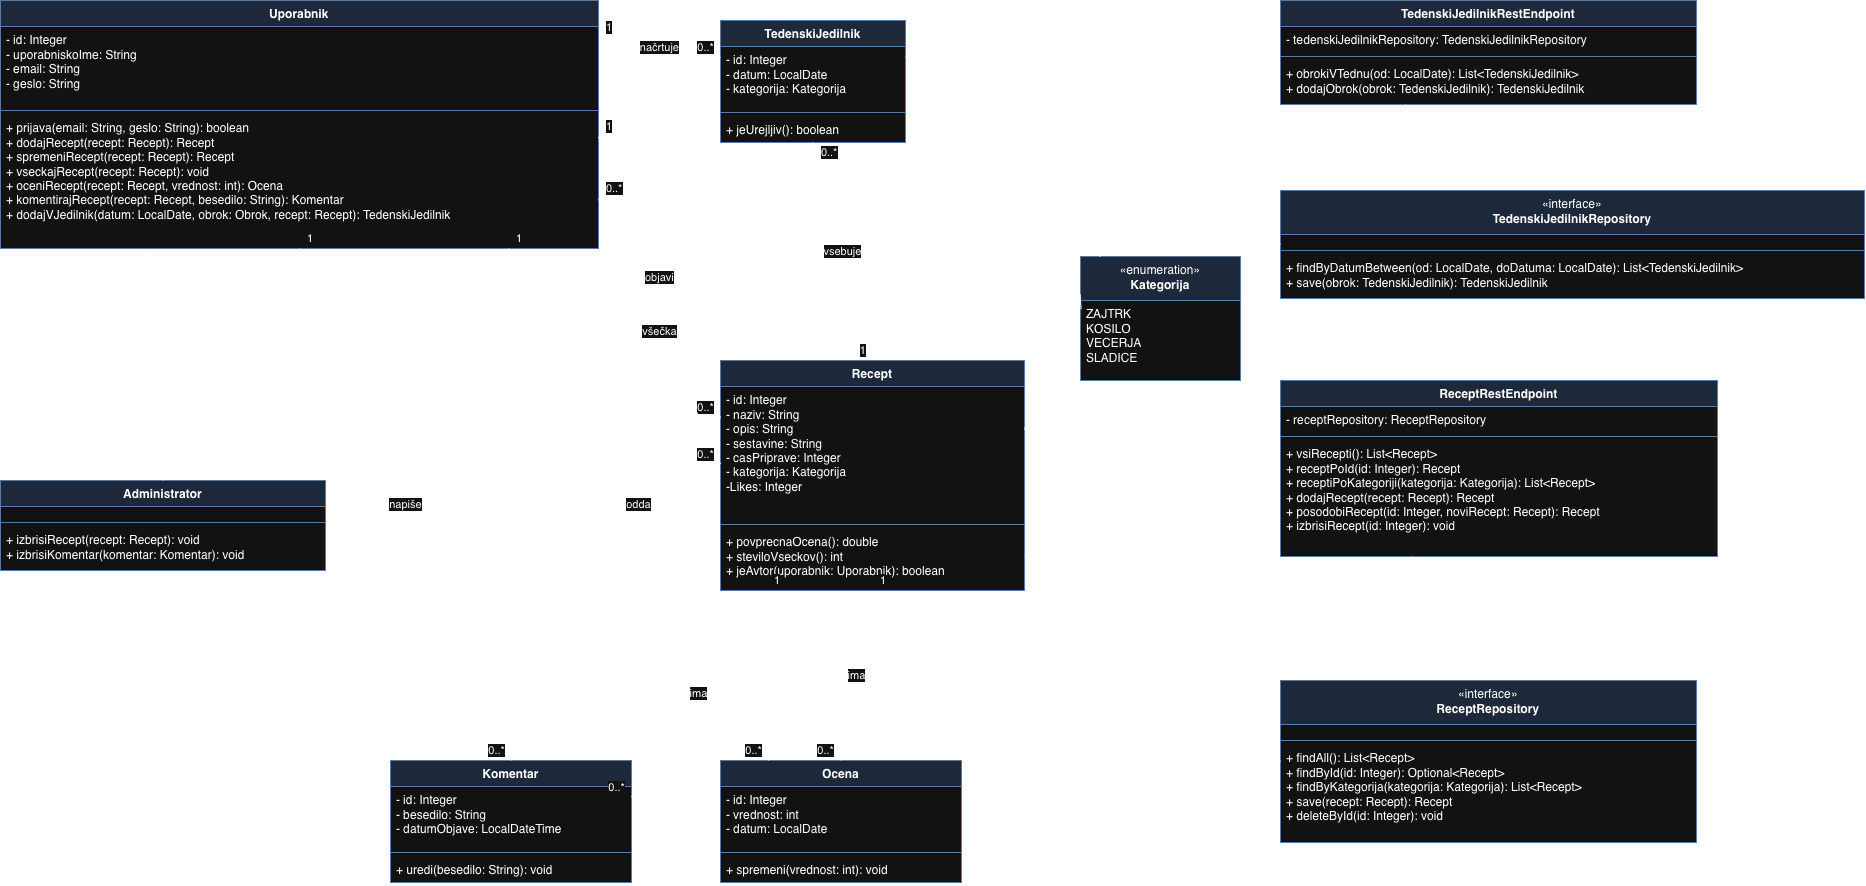 Uporabnik
- id: Integer
- uporabniskoIme: String
- email: String
- geslo: String
+ prijava(email: String, geslo: String): boolean
+ dodajRecept(recept: Recept): Recept
+ spremeniRecept(recept: Recept): Recept
+ vseckajRecept(recept: Recept): void
+ oceniRecept(recept: Recept, vrednost: int): Ocena
+ komentirajRecept(recept: Recept, besedilo: String): Komentar
+ dodajVJedilnik(datum: LocalDate, obrok: Obrok, recept: Recept): TedenskiJedilnik
1
1
1
načrtuje
0..*
1
0..*
TedenskiJedilnik
- id: Integer
- datum: LocalDate
- kategorija: Kategorija
+ jeUrejljiv(): boolean
0..*
vsebuje
objavi
všečka
1
0..*
0..*
Recept
- id: Integer
- naziv: String
- opis: String
- sestavine: String
- casPriprave: Integer
- kategorija: Kategorija
-Likes: Integer
+ povprecnaOcena(): double
+ steviloVseckov(): int
+ jeAvtor(uporabnik: Uporabnik): boolean
1
1
«enumeration»
Kategorija
ZAJTRK
KOSILO
VECERJA
SLADICE
Administrator
+ izbrisiRecept(recept: Recept): void
+ izbrisiKomentar(komentar: Komentar): void
napiše
odda
ima
ima
0..*
0..*
0..*
Komentar
0..*
- id: Integer
- besedilo: String
- datumObjave: LocalDateTime
+ uredi(besedilo: String): void
Ocena
- id: Integer
- vrednost: int
- datum: LocalDate
+ spremeni(vrednost: int): void
TedenskiJedilnikRestEndpoint
- tedenskiJedilnikRepository: TedenskiJedilnikRepository
+ obrokiVTednu(od: LocalDate): List<TedenskiJedilnik>
+ dodajObrok(obrok: TedenskiJedilnik): TedenskiJedilnik
«interface»
TedenskiJedilnikRepository
+ findByDatumBetween(od: LocalDate, doDatuma: LocalDate): List<TedenskiJedilnik>
+ save(obrok: TedenskiJedilnik): TedenskiJedilnik
ReceptRestEndpoint
- receptRepository: ReceptRepository
+ vsiRecepti(): List<Recept>
+ receptPoId(id: Integer): Recept
+ receptiPoKategoriji(kategorija: Kategorija): List<Recept>
+ dodajRecept(recept: Recept): Recept
+ posodobiRecept(id: Integer, noviRecept: Recept): Recept
+ izbrisiRecept(id: Integer): void
«interface»
ReceptRepository
+ findAll(): List<Recept>
+ findById(id: Integer): Optional<Recept>
+ findByKategorija(kategorija: Kategorija): List<Recept>
+ save(recept: Recept): Recept
+ deleteById(id: Integer): void